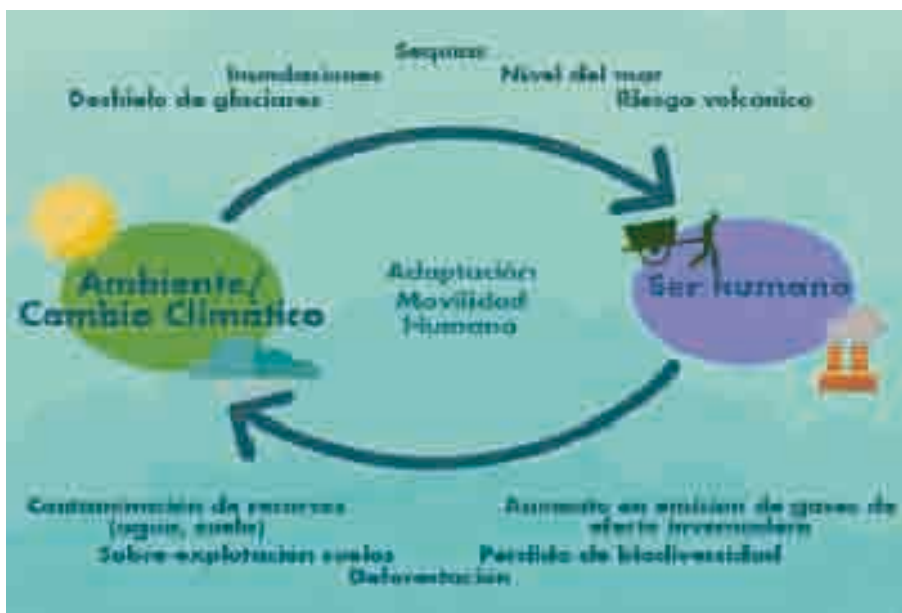 Sequías
Inundaciones
Nivel del mar
Deshielo de glaciares
Riesgo volcánico
Ambiente/
Cambio Climático
Adaptación
Movilidad
Humana
Ser humano
Contaminación de recursos
(agua, suelo)
Aumento en emisión de gases de
efecto invernadero
Sobre-explotación suelos
Pérdida de biodiversidad
Deforestación